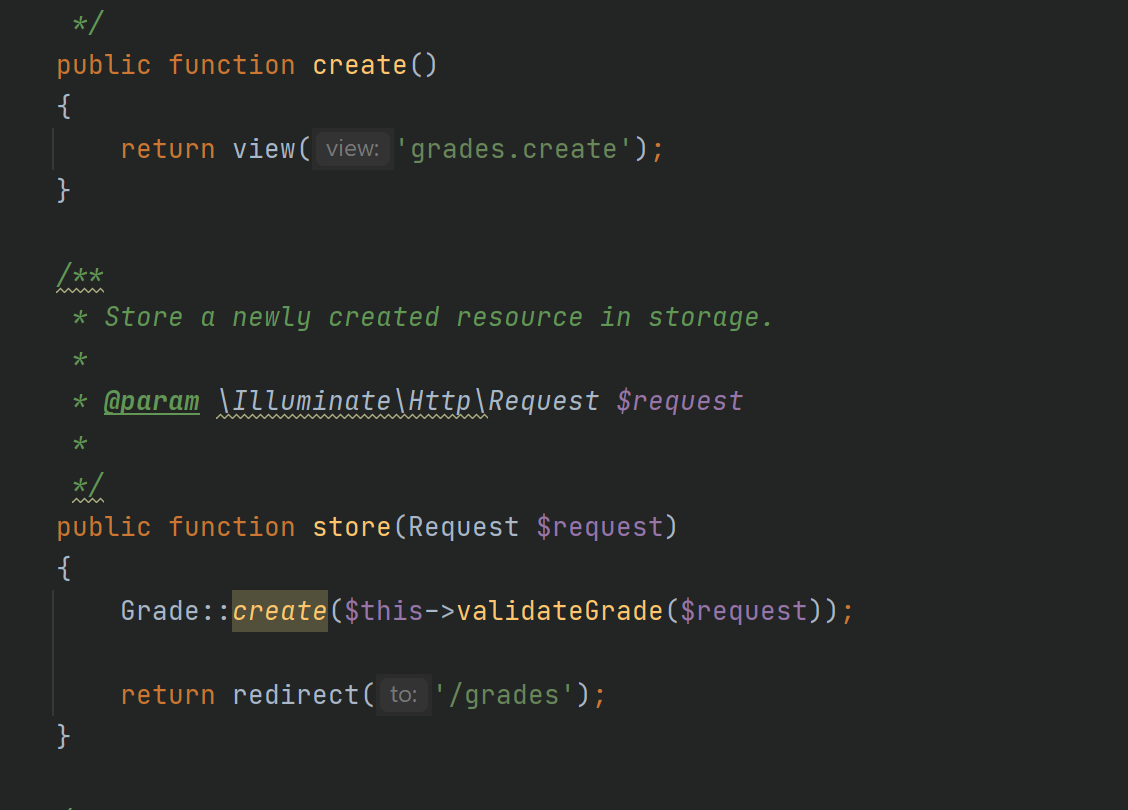 */
public function create()
{
return view( view: 'grades.create');
}
/**
* Store a newly created resource in storage.
*
* @param \Illuminate\Http\Request $request
*
*/
public function store(Request $request)
{
Grade::create($this->validateGrade($request));
return redirect( to: '/grades');
}